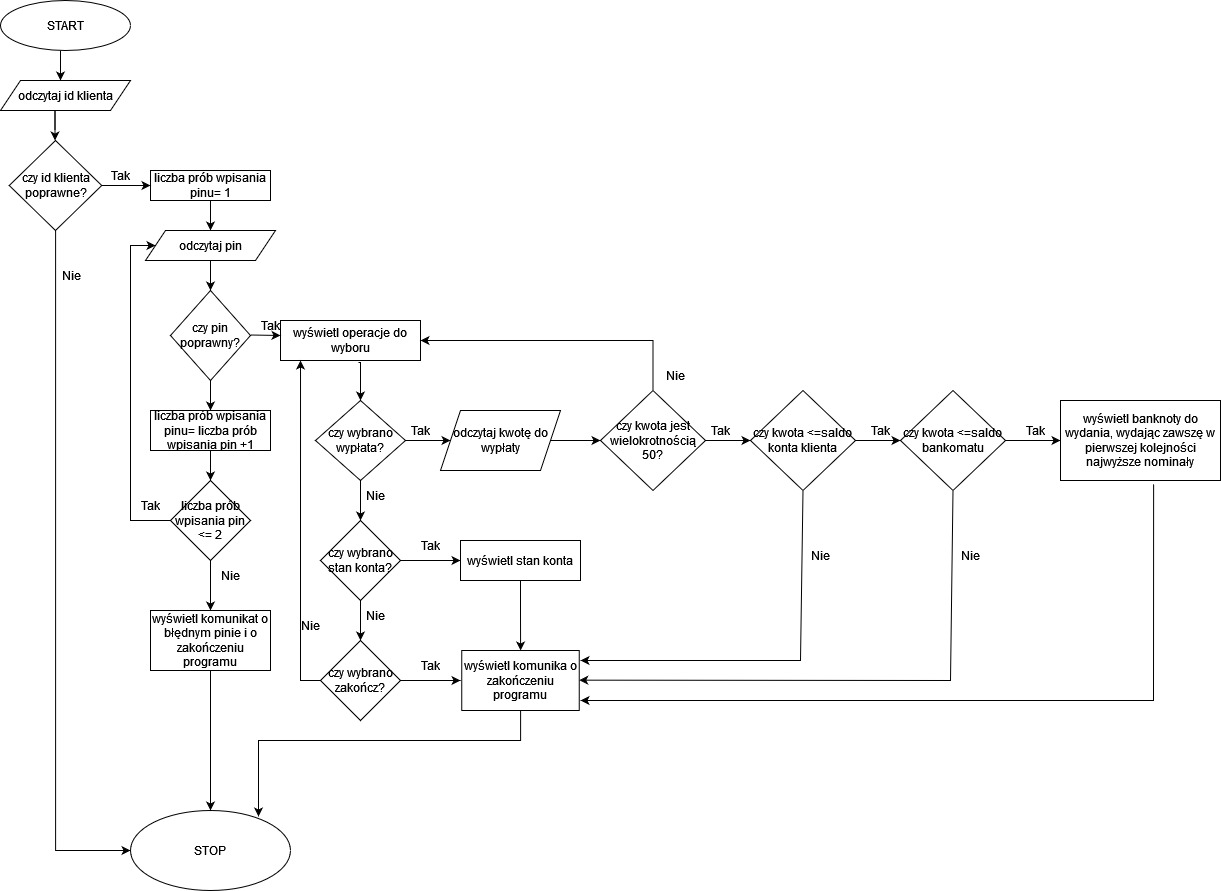 START
odczytaj id klienta
czy id klienta
poprawne?
Tak
liczba prób wpisania
pinu= 1
Nie
odczytaj pin
czy pin
poprawny?
Tak
wyświetl operacje do
wyboru
liczba prób wpisania
pinu= liczba prób
wpisania pin +1
liczba prób
wpisania pin
<= 2
Tak
Nie
wyświetl komunikat o
błędnym pinie i o
zakończeniu
programu
czy wybrano
wypłata?
Tak
odczytaj kwotę do
wypłaty
czy kwota jest
wielokrotnością
50?
Nie
Tak
czy kwota <=saldo
konta klienta
Tak
czy kwota <=saldo
bankomatu
Tak
wyświetl banknoty do
wydania, wydając zawszę w
pierwszej kolejności
najwyższe nominały
Nie
Nie
Nie
czy wybrano
stan konta?
Tak
wyświetl stan konta
Nie
czy wybrano
zakończ?
Nie
Tak
wyświetl komunika o
zakończeniu
programu
STOP